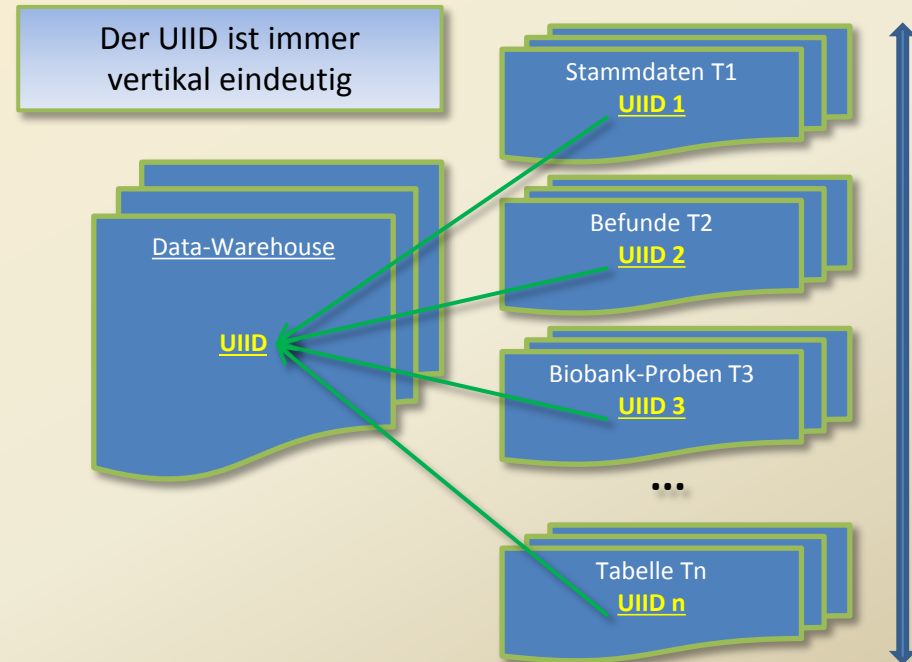 Der UIID ist immer
vertikal eindeutig
Data-Warehouse
UIID
Stammdaten T1
UIID 1
Befunde T2
UIID 2
Biobank-Proben T3
UIID 3
...
Tabelle Tn
UIID n